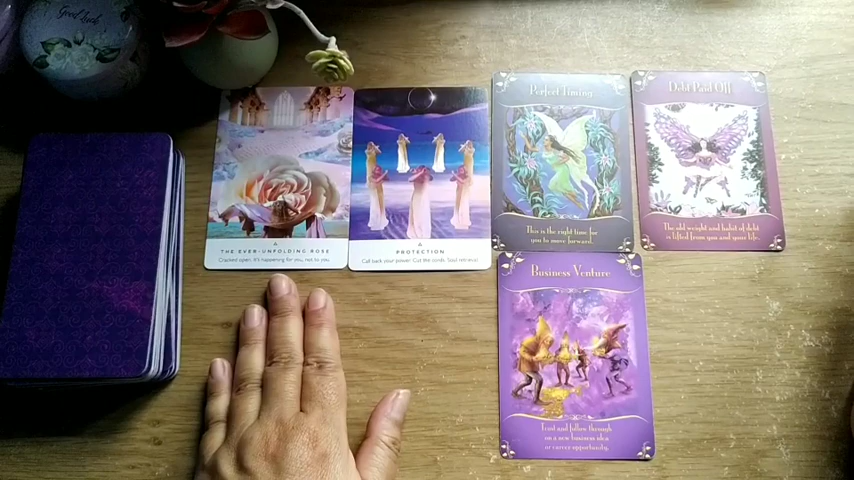 Good Luck
THE EVER-UNFOLDING ROSE
Cracked open. It's happening for you, not to you.
PROTECTION
Call back your power. Cut the cords. Soul retrieval.
Perfect Timing
This is the right time for
you to move forward.
Debt Paid Off
The old weight and habit of debt
is lifted from you and your life.
Business Venture
Trust and follow through
on a new business idea
or career opportunity.